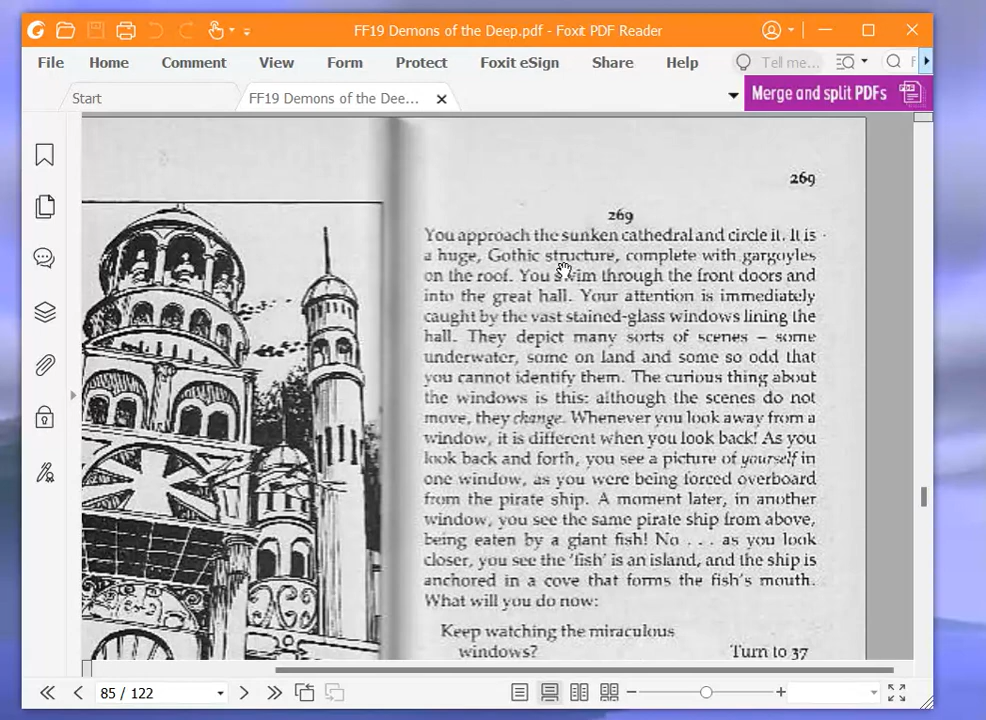 FF19 Demons of the Deep.pdf - Foxit PDF Reader
File Home Comment View Form Protect Foxit eSign Share Help Tell me... F
Start FF19 Demons of the Dee... Merge and split PDFs
269
269
You approach the sunken cathedral and circle it. It is
a huge, Gothic structure, complete with gargoyles
on the roof. You swim through the front doors and
into the great hall. Your attention is immediately
caught by the vast stained-glass windows lining the
hall. They depict many sorts of scenes – some
underwater, some on land and some so odd that
you cannot identify them. The curious thing about
the windows is this: although the scenes do not
move, they change. Whenever you look away from a
window, it is different when you look back! As you
look back and forth, you see a picture of yourself in
one window, as you were being forced overboard
from the pirate ship. A moment later, in another
window, you see the same pirate ship from above,
being eaten by a giant fish! No . . . as you look
closer, you see the 'fish' is an island, and the ship is
anchored in a cove that forms the fish's mouth.
What will you do now:
Keep watching the miraculous
windows? Turn to 37
85 / 122